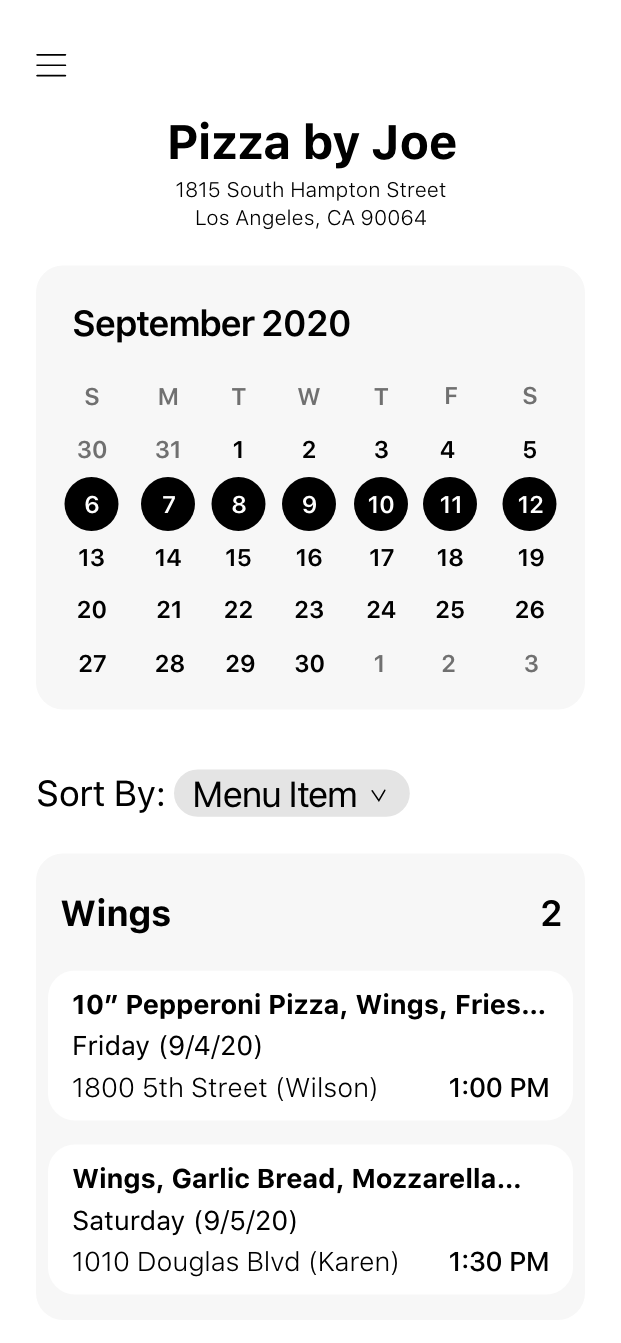 Pizza by Joe
1815 South Hampton Street
Los Angeles, CA 90064
September 2020
S M T W T F S
30 31 1 2 3 4 5
6 7 8 9 10 11 12
13 14 15 16 17 18 19
20 21 22 23 24 25 26
27 28 29 30 1 2 3
Sort By: Menu Item
Wings 2
10” Pepperoni Pizza, Wings, Fries...
Friday (9/4/20)
1800 5th Street (Wilson) 1:00 PM
Wings, Garlic Bread, Mozzarella...
Saturday (9/5/20)
1010 Douglas Blvd (Karen) 1:30 PM